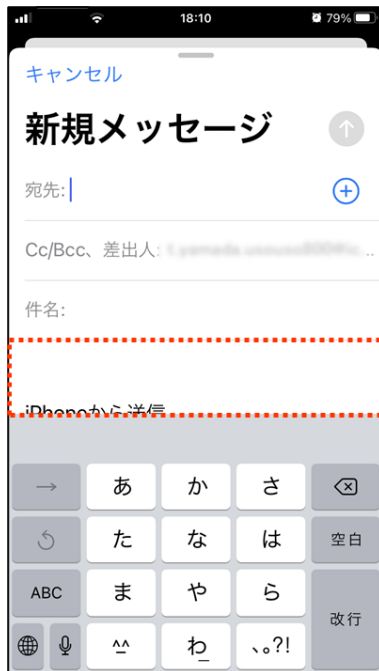 18:10
79%
キャンセル
新規メッセージ
宛先:
Cc/Bcc、差出人:
件名:
iPhoneから送信
→ あ か さ
た な は 空白
ABC ま や ら 改行
^^ わ_ 、。?!